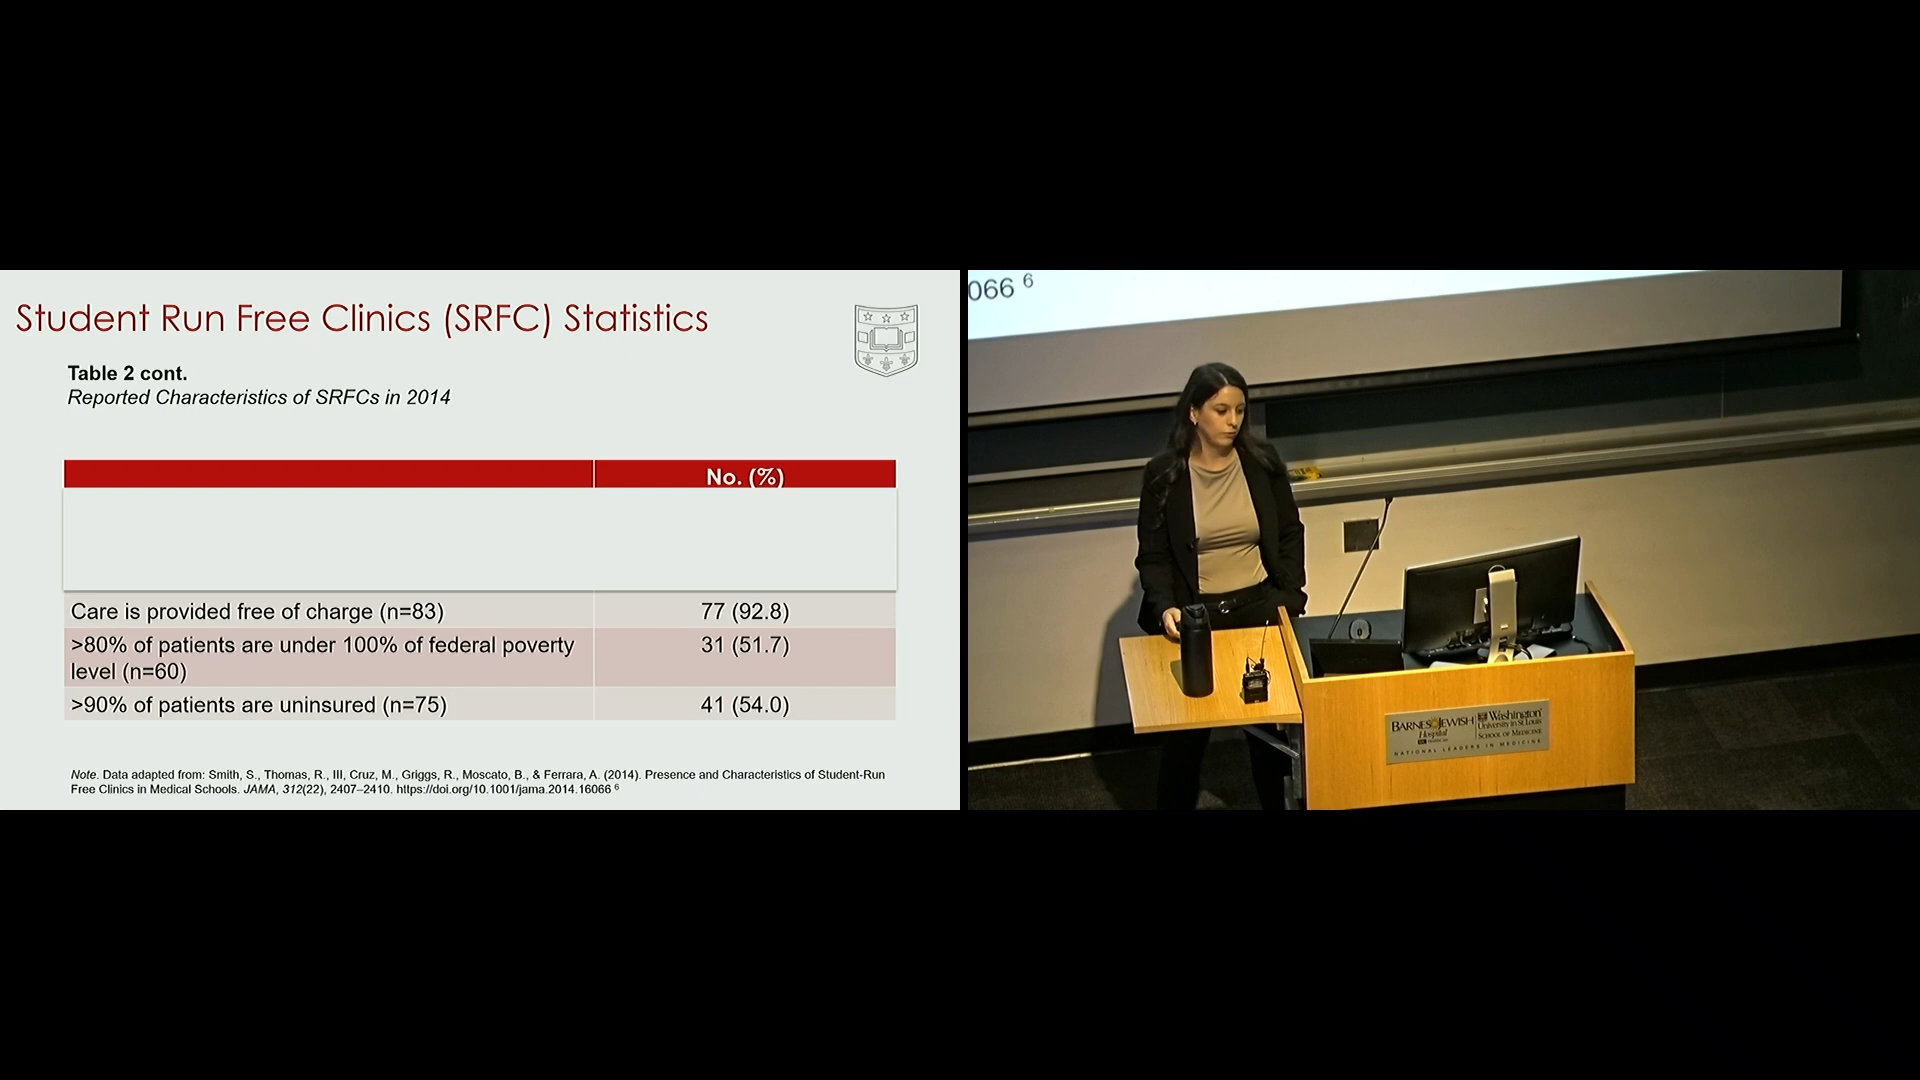 Student Run Free Clinics (SRFC) Statistics
Table 2 cont.
Reported Characteristics of SRFCs in 2014
No. (%)
Care is provided free of charge (n=83) 77 (92.8)
>80% of patients are under 100% of federal poverty 31 (51.7)
level (n=60)
>90% of patients are uninsured (n=75) 41 (54.0)
Note. Data adapted from: Smith, S., Thomas, R., III, Cruz, M., Griggs, R., Moscato, B., & Ferrara, A. (2014). Presence and Characteristics of Student-Run
Free Clinics in Medical Schools. JAMA, 312(22), 2407–2410. https://doi.org/10.1001/jama.2014.16066 6
066 6
BARNES JEWISH
Hospital
Washington
University in St. Louis
SCHOOL OF MEDICINE
NATIONAL LEADERS IN MEDICINE